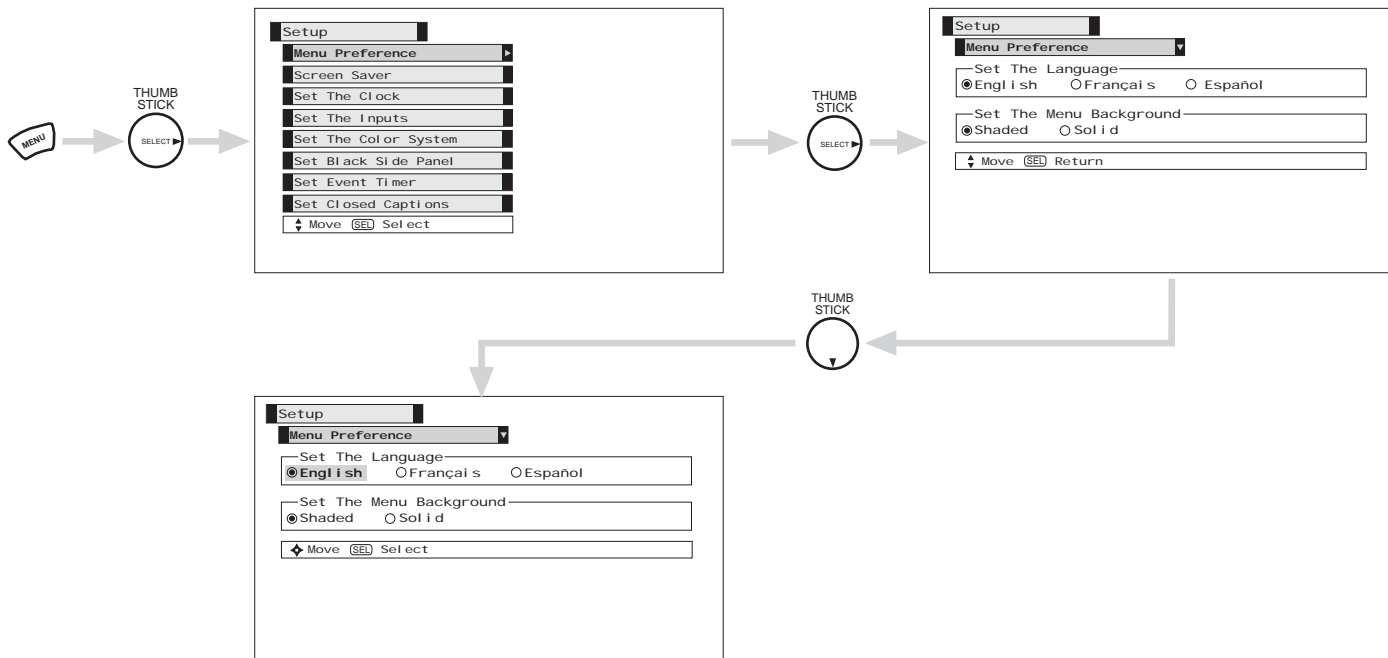 MENU
THUMB
STICK
SELECT
Setup
Menu Preference
Screen Saver
Set The Clock
Set The Inputs
Set The Color System
Set Black Side Panel
Set Event Timer
Set Closed Captions
Move SEL Select
THUMB
STICK
SELECT
Setup
Menu Preference
Set The Language
English Français Español
Set The Menu Background
Shaded Solid
Move SEL Return
THUMB
STICK
Setup
Menu Preference
Set The Language
English Français Español
Set The Menu Background
Shaded Solid
Move SEL Select